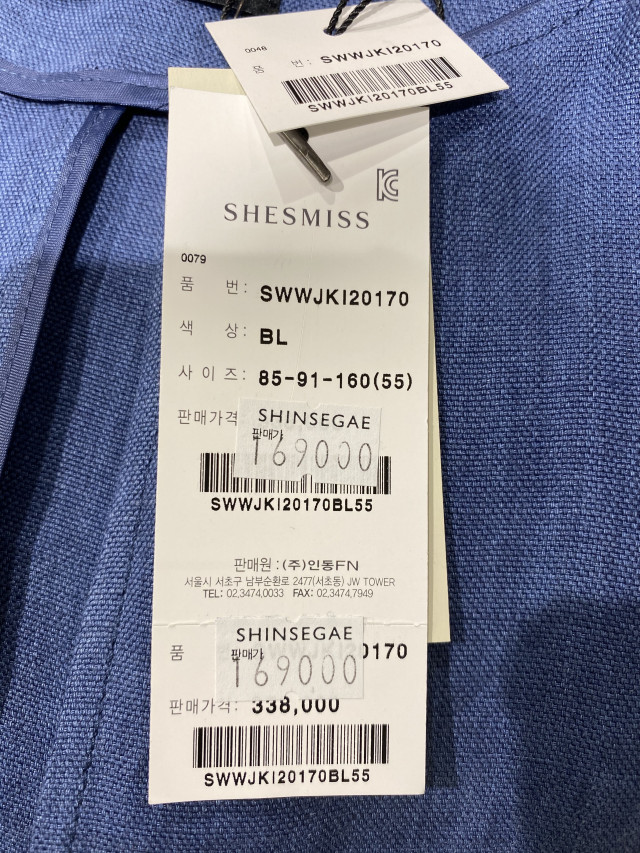 0048
품 번: SWWJKI20170
SWWJKI20170BL55
SHESMISS
0079
품 번: SWWJKI20170
색 상: BL
사이즈: 85-91-160(55)
판매가격
SHINSEGAE
판매가
169000
SWWJKI20170BL55
판매원 : (주)인동FN
서울시 서초구 남부순환로 2477(서초동) JW TOWER
TEL: 02.3474.0033 FAX: 02.3474.7949
SHINSEGAE
품 0170
판매가
169000
판매가격: 338,000
SWWJKI20170BL55